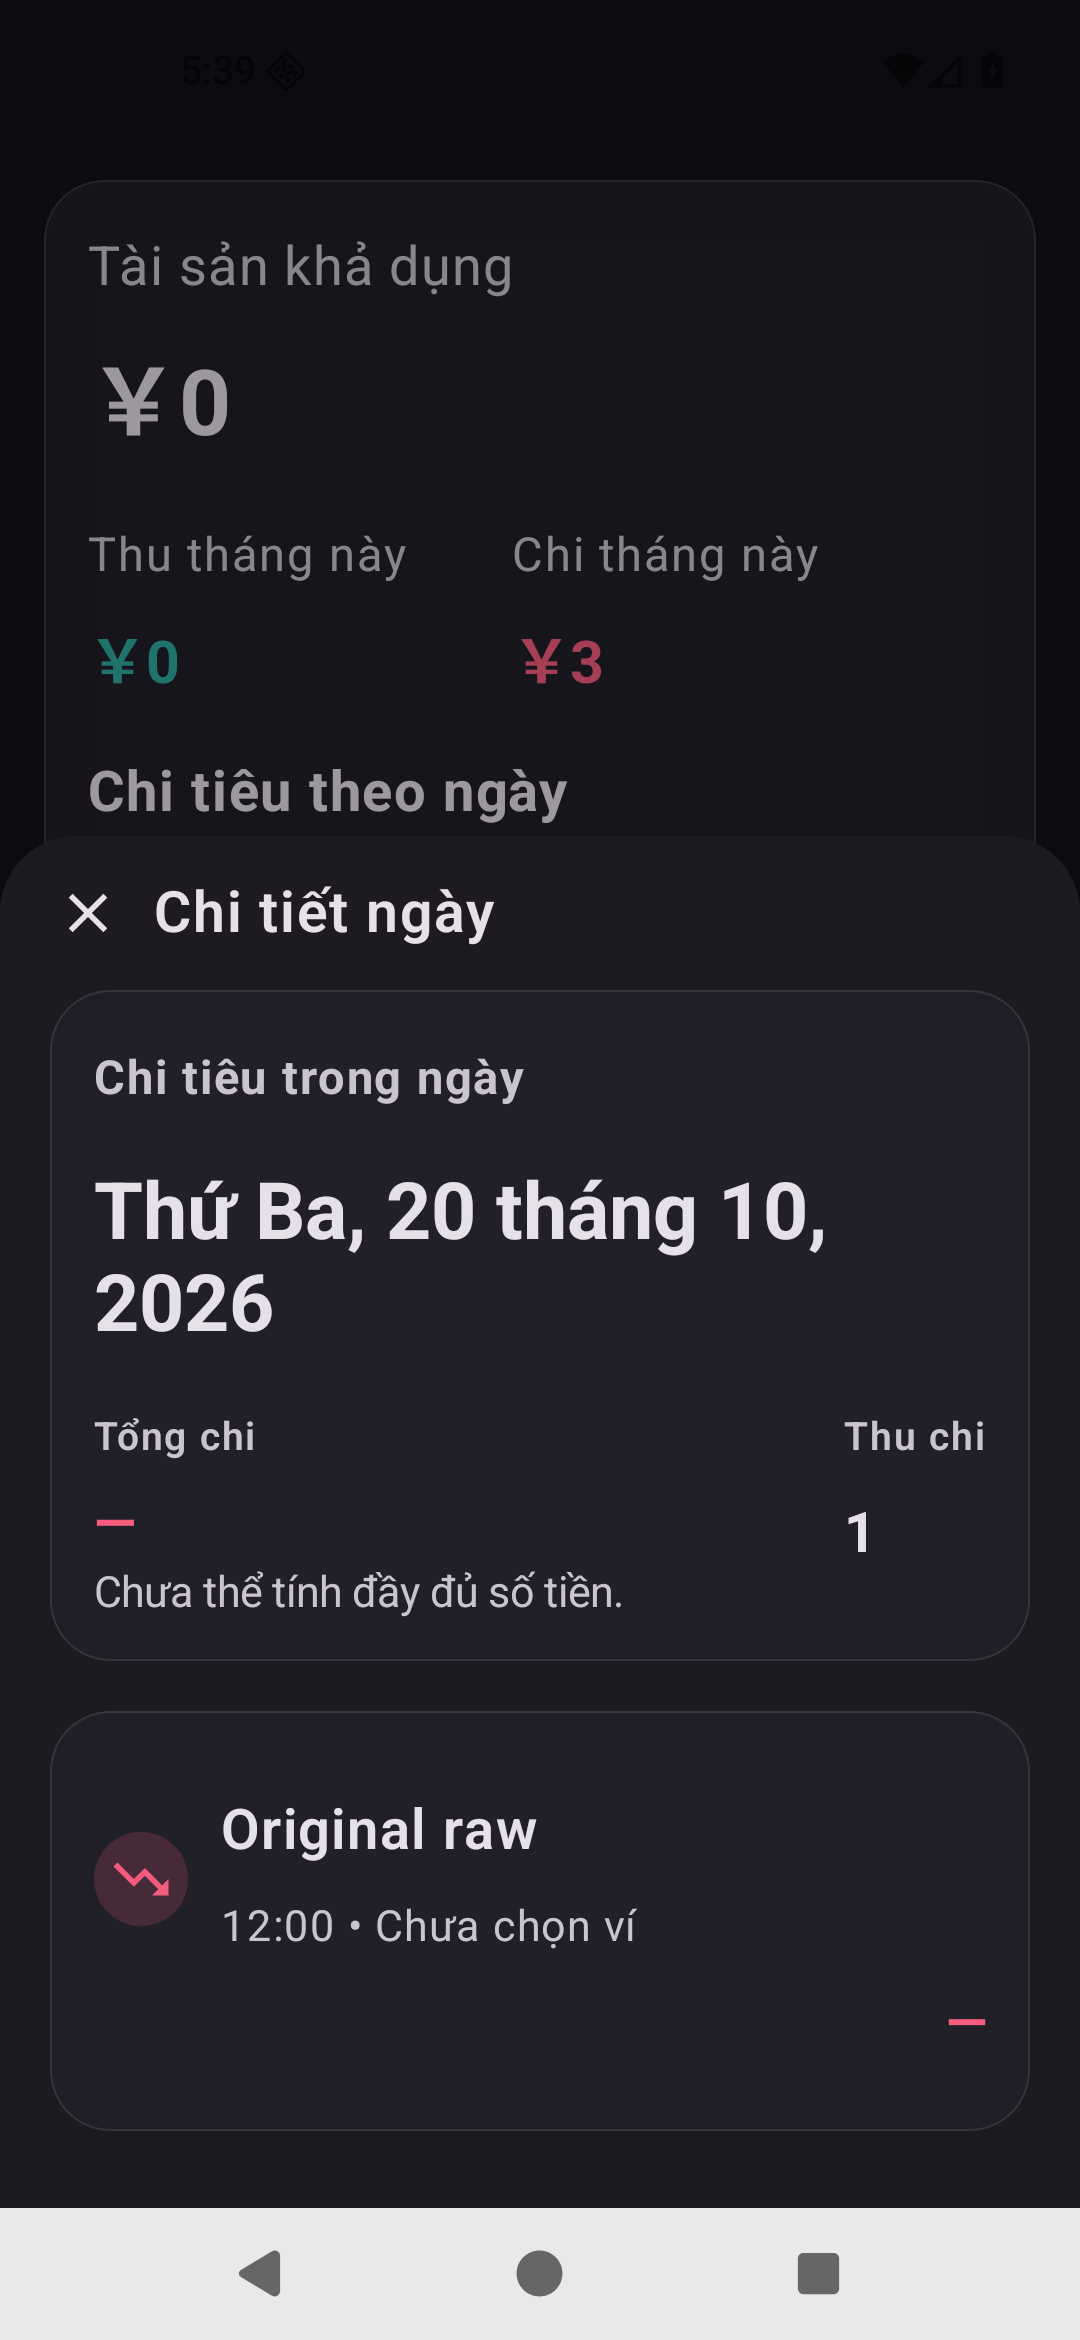 5:39
Tài sản khả dụng
¥0
Thu tháng này Chi tháng này
¥0 ¥3
Chi tiêu theo ngày
Chi tiết ngày
Chi tiêu trong ngày
Thứ Ba, 20 tháng 10,
2026
Tổng chi Thu chi
— 1
Chưa thể tính đầy đủ số tiền.
Original raw
12:00 • Chưa chọn ví
—